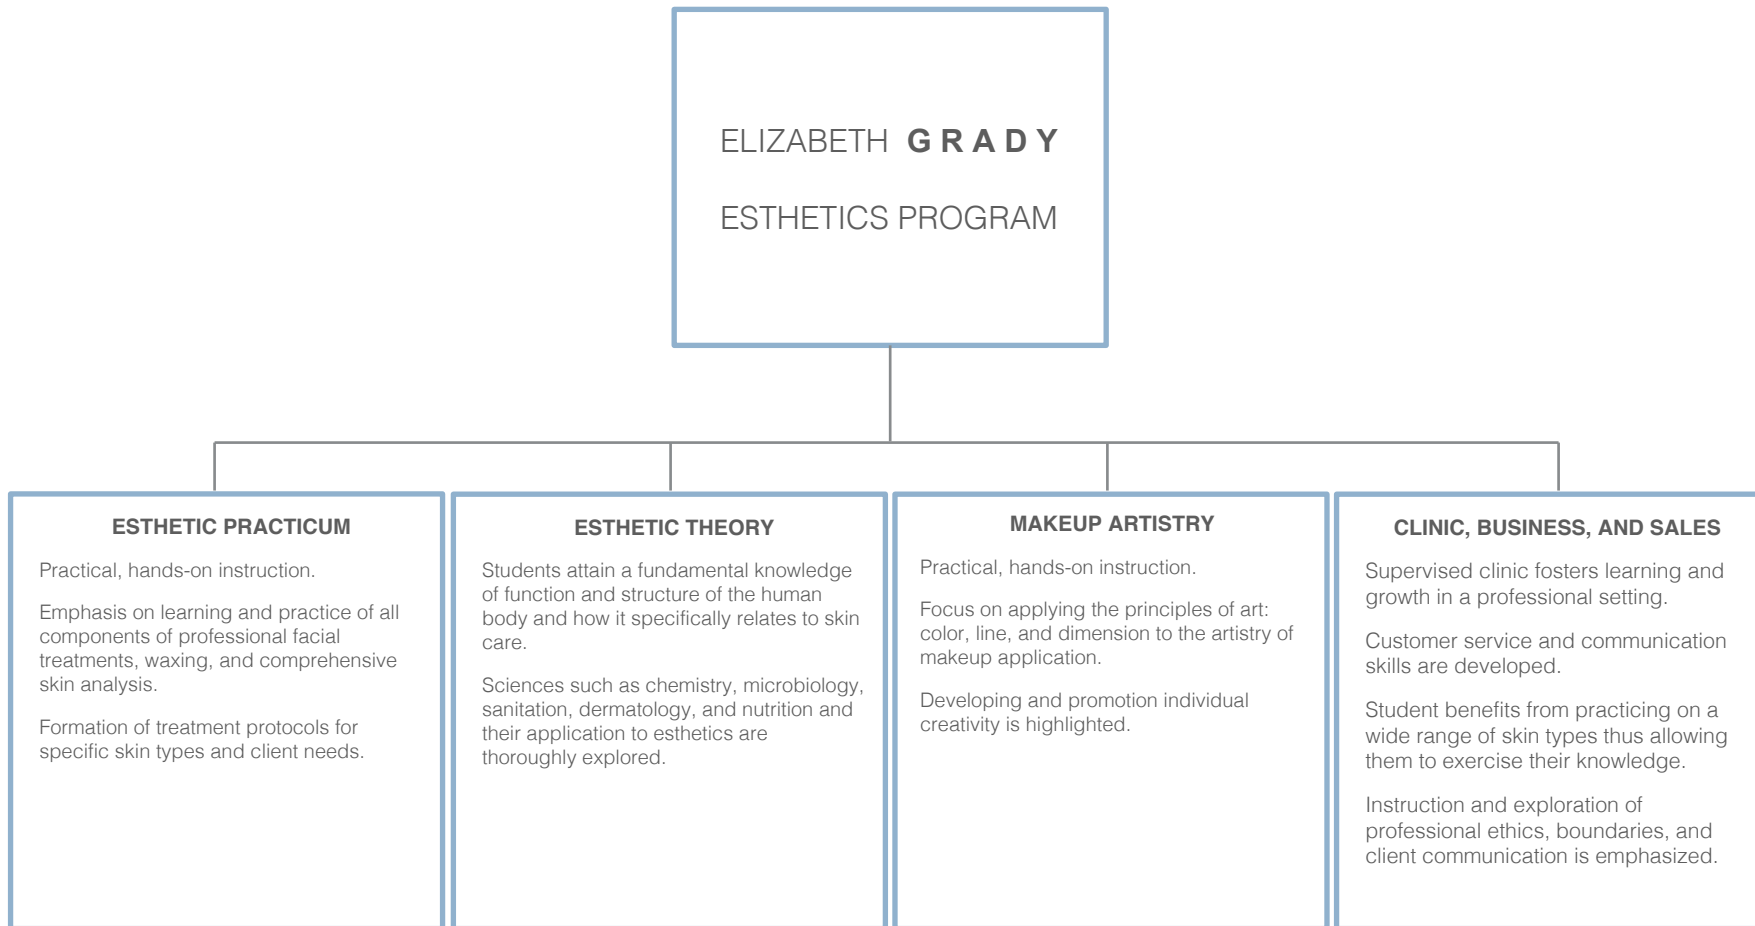 ELIZABETH GRADY
ESTHETICS PROGRAM
ESTHETIC PRACTICUM
Practical, hands-on instruction.
Emphasis on learning and practice of all
components of professional facial
treatments, waxing, and comprehensive
skin analysis.
Formation of treatment protocols for
specific skin types and client needs.
ESTHETIC THEORY
Students attain a fundamental knowledge
of function and structure of the human
body and how it specifically relates to skin
care.
Sciences such as chemistry, microbiology,
sanitation, dermatology, and nutrition and
their application to esthetics are
thoroughly explored.
MAKEUP ARTISTRY
Practical, hands-on instruction.
Focus on applying the principles of art:
color, line, and dimension to the artistry of
makeup application.
Developing and promotion individual
creativity is highlighted.
CLINIC, BUSINESS, AND SALES
Supervised clinic fosters learning and
growth in a professional setting.
Customer service and communication
skills are developed.
Student benefits from practicing on a
wide range of skin types thus allowing
them to exercise their knowledge.
Instruction and exploration of
professional ethics, boundaries, and
client communication is emphasized.